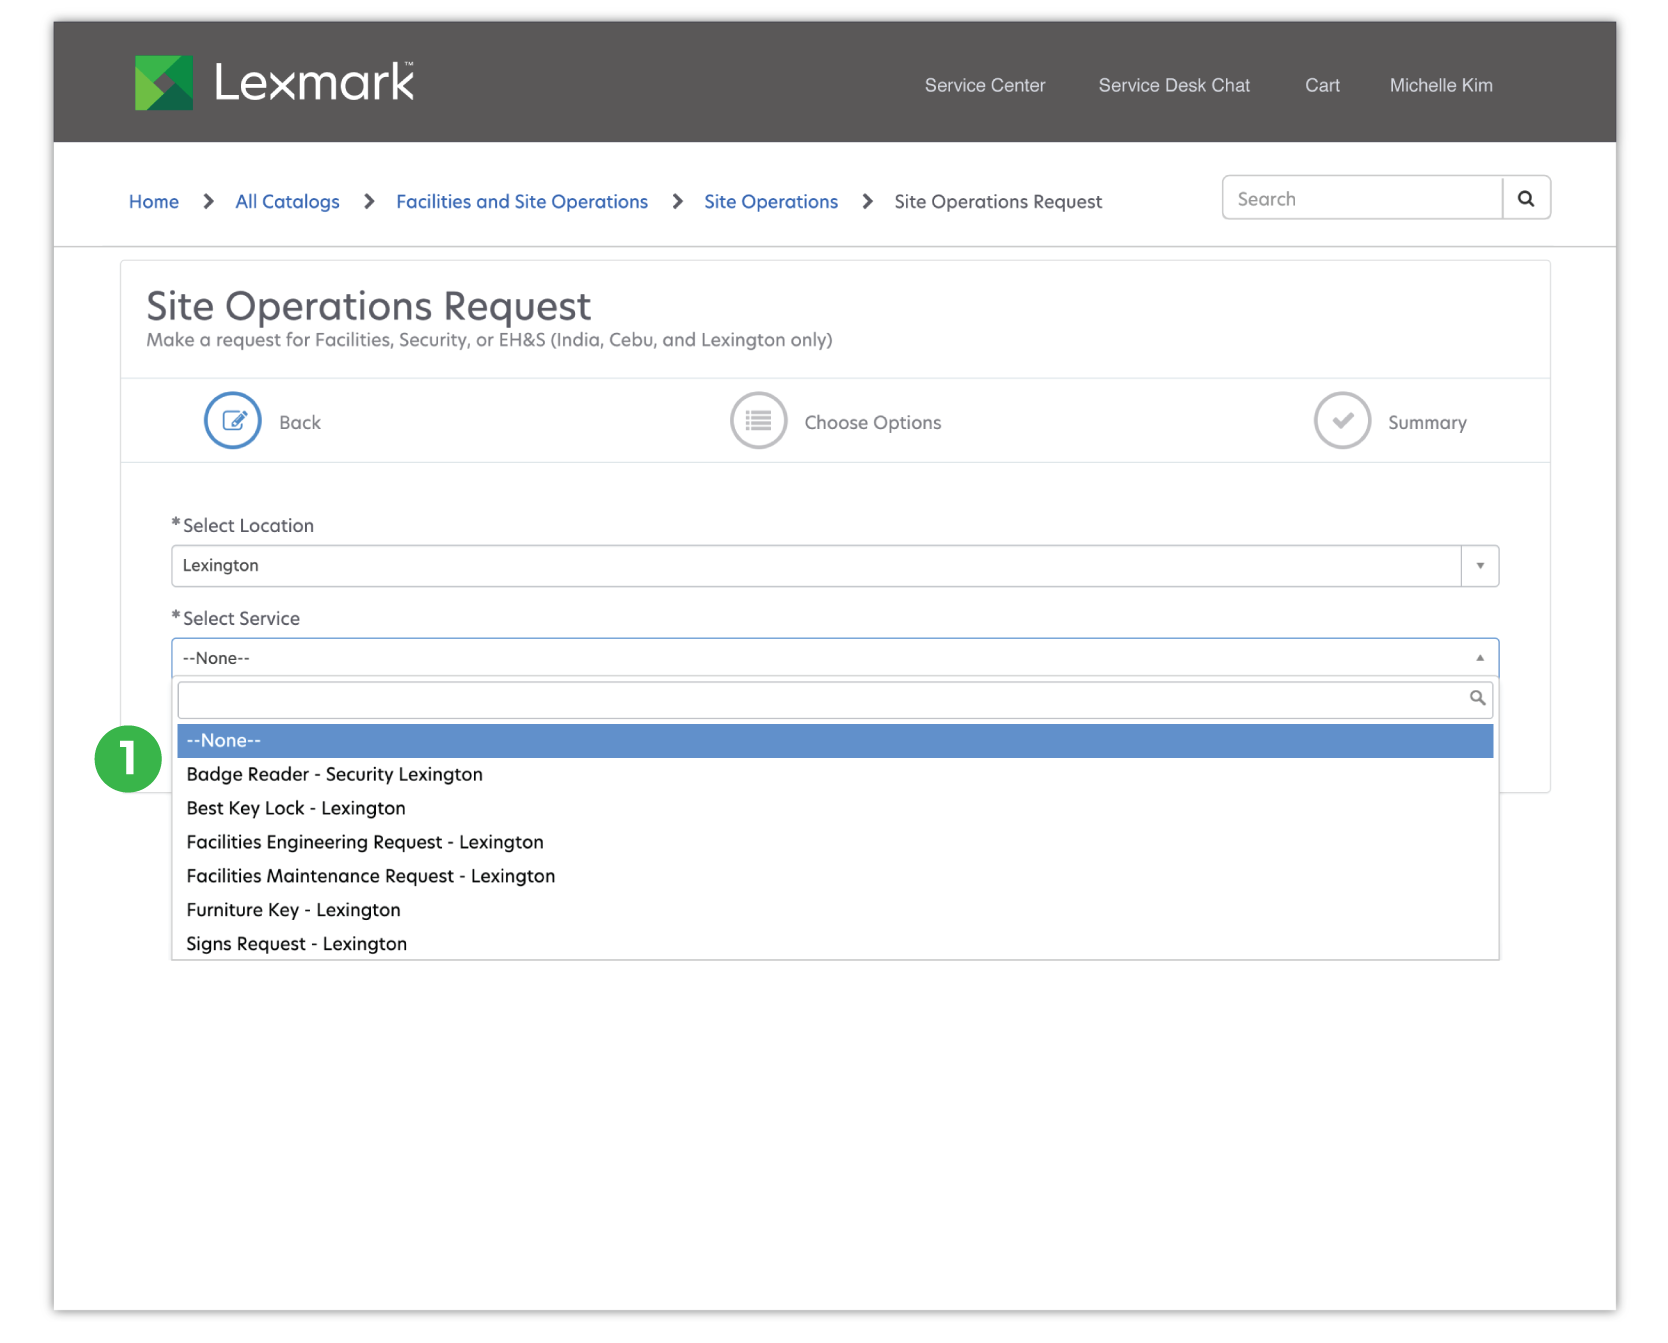 Lexmark™
Service Center Service Desk Chat Cart Michelle Kim
Home All Catalogs Facilities and Site Operations Site Operations Site Operations Request Search
Site Operations Request
Make a request for Facilities, Security, or EH&S (India, Cebu, and Lexington only)
Back Choose Options Summary
*Select Location
Lexington
*Select Service
--None--
--None--
1
Badge Reader - Security Lexington
Best Key Lock - Lexington
Facilities Engineering Request - Lexington
Facilities Maintenance Request - Lexington
Furniture Key - Lexington
Signs Request - Lexington